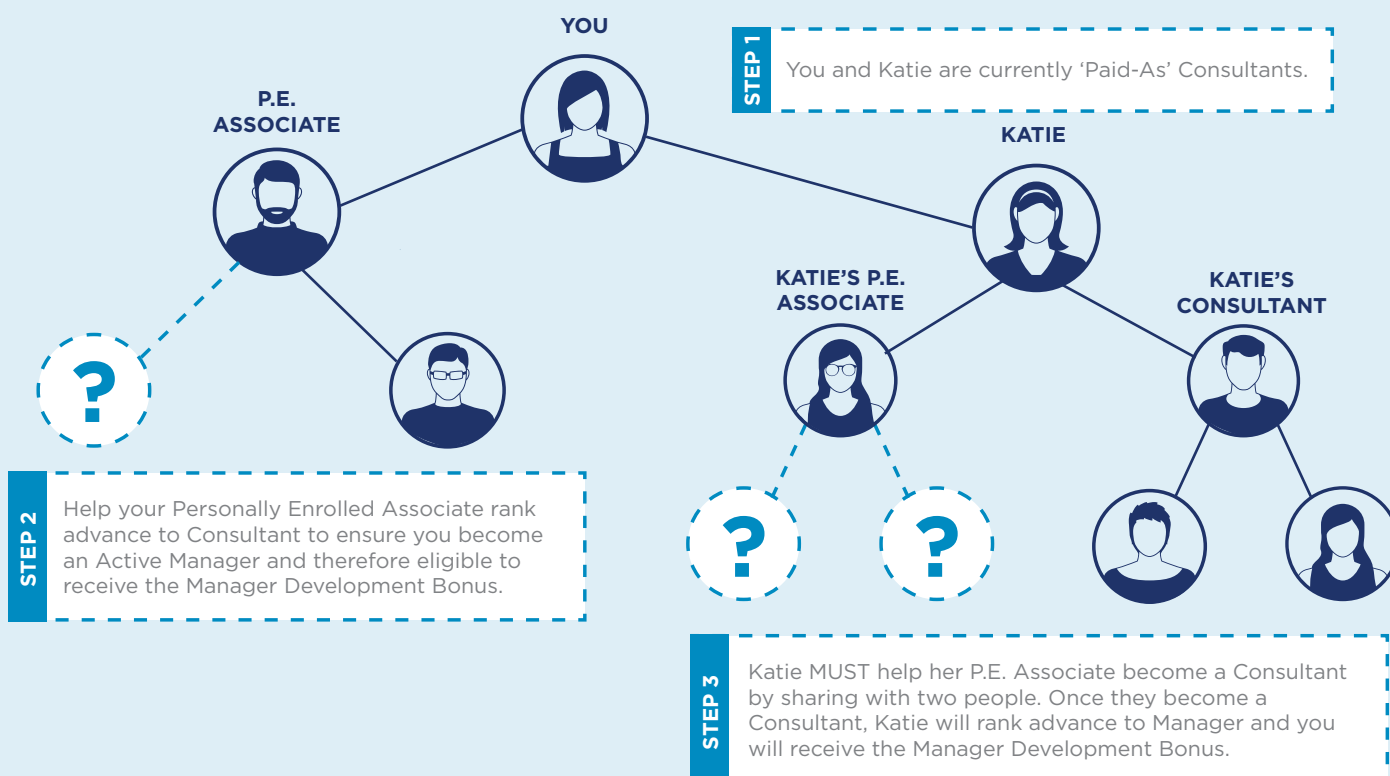 YOU
STEP 1
You and Katie are currently ‘Paid-As’ Consultants.
P.E.
ASSOCIATE
KATIE
KATIE’S P.E.
ASSOCIATE
KATIE’S
CONSULTANT
?
?
?
STEP 2
Help your Personally Enrolled Associate rank
advance to Consultant to ensure you become
an Active Manager and therefore eligible to
receive the Manager Development Bonus.
STEP 3
Katie MUST help her P.E. Associate become a Consultant
by sharing with two people. Once they become a
Consultant, Katie will rank advance to Manager and you
will receive the Manager Development Bonus.